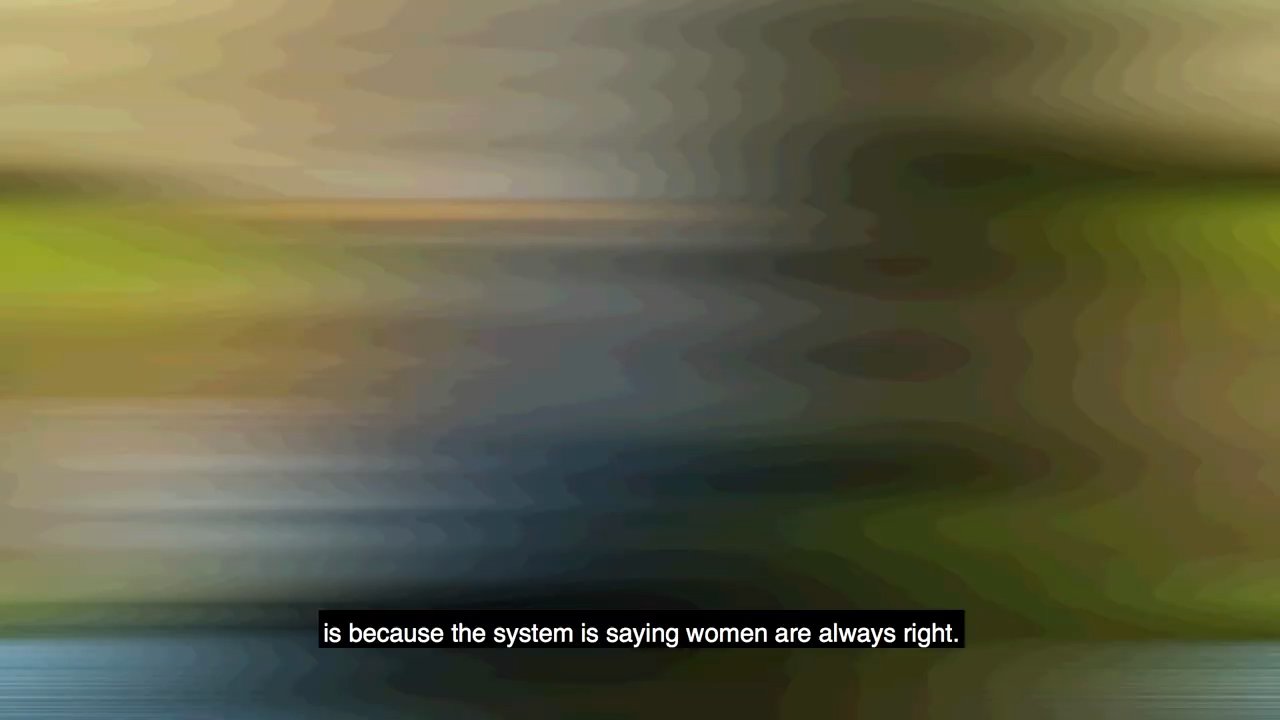 is because the system is saying women are always right.